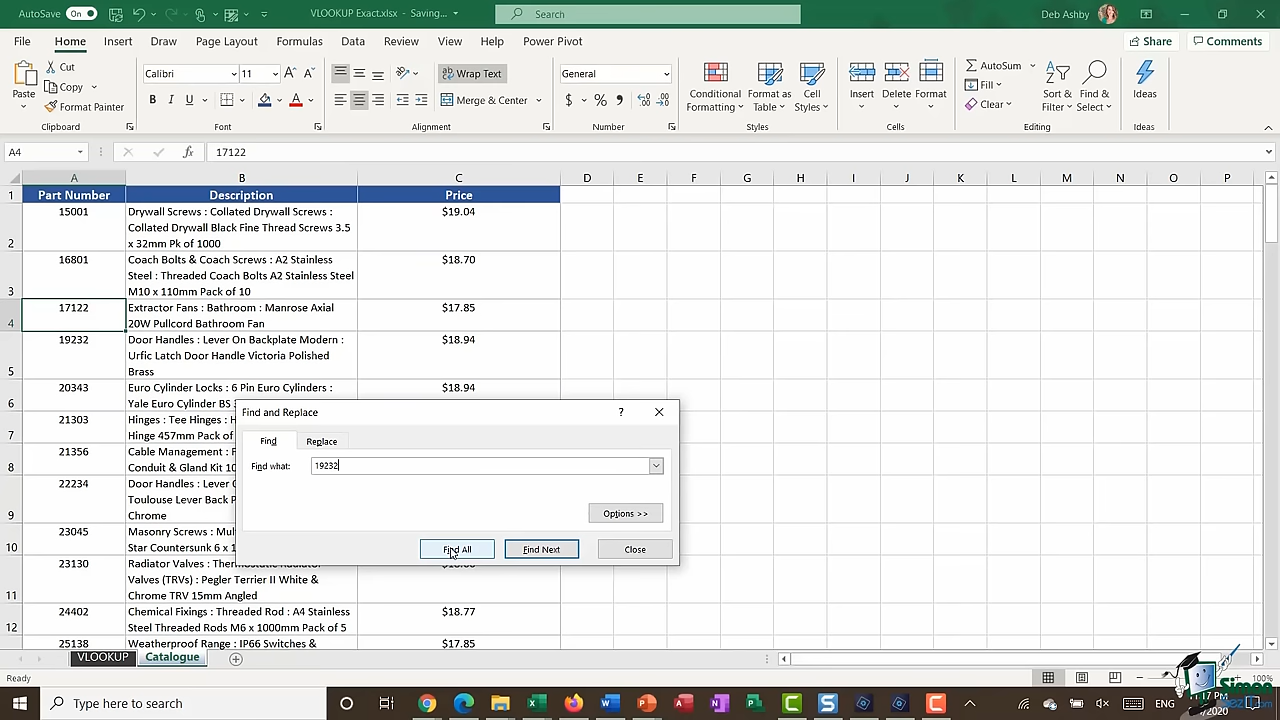 AutoSave On VLOOKUP Exact.xlsx - Saving... Search Deb Ashby
File Home Insert Draw Page Layout Formulas Data Review View Help Power Pivot Share Comments
Paste Cut Copy Format Painter
Calibri 11 B I U A
Wrap Text Merge & Center
General $ % 9
Conditional Formatting Format as Table Cell Styles
Insert Delete Format
AutoSum Fill Clear Sort & Filter Find & Select
Ideas
Clipboard Font Alignment Number Styles Cells Editing Ideas
A4 fx 17122
A B C D E F G H I J K L M N O P
1 Part Number Description Price
15001 Drywall Screws : Collated Drywall Screws : $19.04
Collated Drywall Black Fine Thread Screws 3.5
2 x 32mm Pk of 1000
16801 Coach Bolts & Coach Screws : A2 Stainless $18.70
Steel : Threaded Coach Bolts A2 Stainless Steel
3 M10 x 110mm Pack of 10
17122 Extractor Fans : Bathroom : Manrose Axial $17.85
4 20W Pullcord Bathroom Fan
19232 Door Handles : Lever On Backplate Modern : $18.94
Urfic Latch Door Handle Victoria Polished
5 Brass
20343 Euro Cylinder Locks : 6 Pin Euro Cylinders : $18.94
6 Yale Euro Cylinder BS
21303 Hinges : Tee Hinges : H
7 Hinge 457mm Pack of
21356 Cable Management : F
8 Conduit & Gland Kit 10
22234 Door Handles : Lever
Toulouse Lever Back P
9 Chrome
23045 Masonry Screws : Mul
10 Star Countersunk 6 x 1
23130 Radiator Valves : Thermostatic Radiator
Valves (TRVs) : Pegler Terrier II White &
11 Chrome TRV 15mm Angled
24402 Chemical Fixings : Threaded Rod : A4 Stainless $18.77
12 Steel Threaded Rods M6 x 1000mm Pack of 5
25138 Weatherproof Range : IP66 Switches & $17.85
Find and Replace ?
Find Replace
Find what: 19232
Options >>
Find All Find Next Close
VLOOKUP Catalogue
Ready 100%
Type here to search ENG